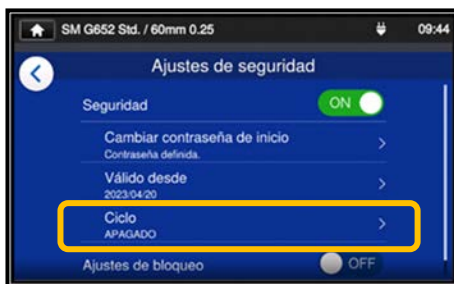 SM G652 Std. / 60mm 0.25 09:44
Ajustes de seguridad
Seguridad ON
Cambiar contraseña de inicio
Contraseña definida.
Válido desde
2023/04/20
Ciclo
APAGADO
Ajustes de bloqueo OFF